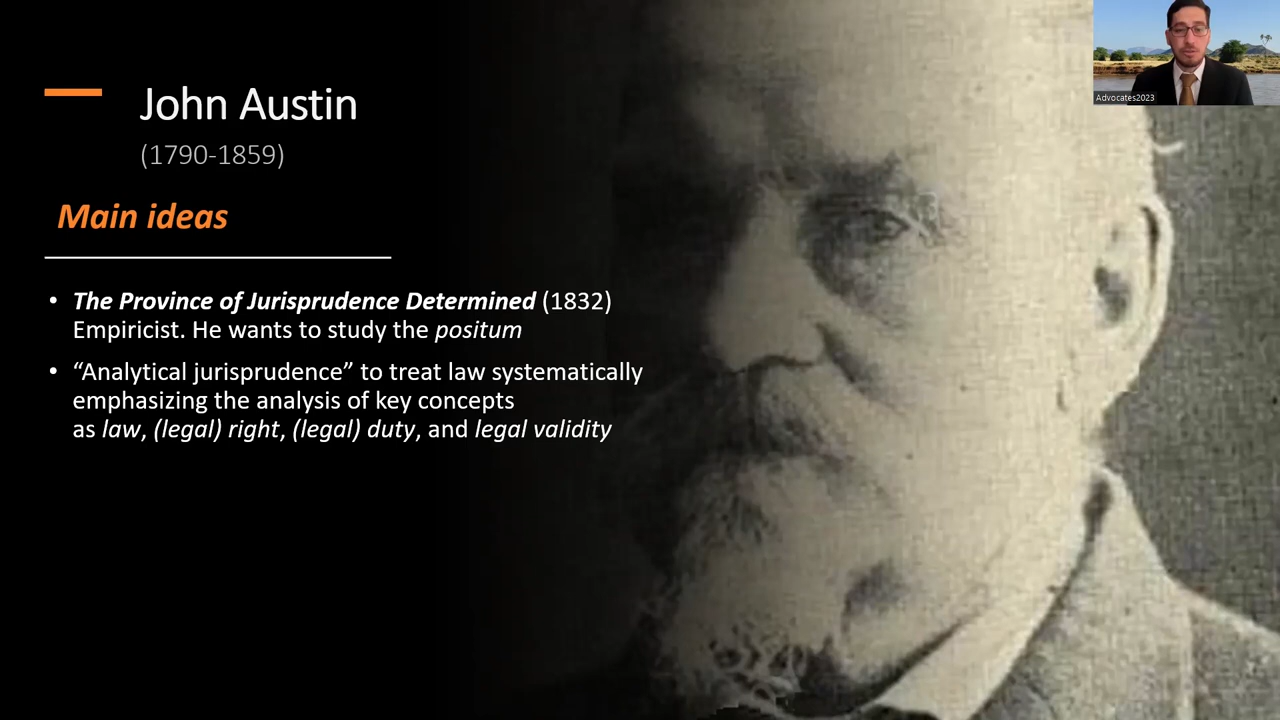 John Austin
(1790-1859)
Main ideas
• The Province of Jurisprudence Determined (1832)
Empiricist. He wants to study the positum
• “Analytical jurisprudence” to treat law systematically
emphasizing the analysis of key concepts
as law, (legal) right, (legal) duty, and legal validity
Advocates2023